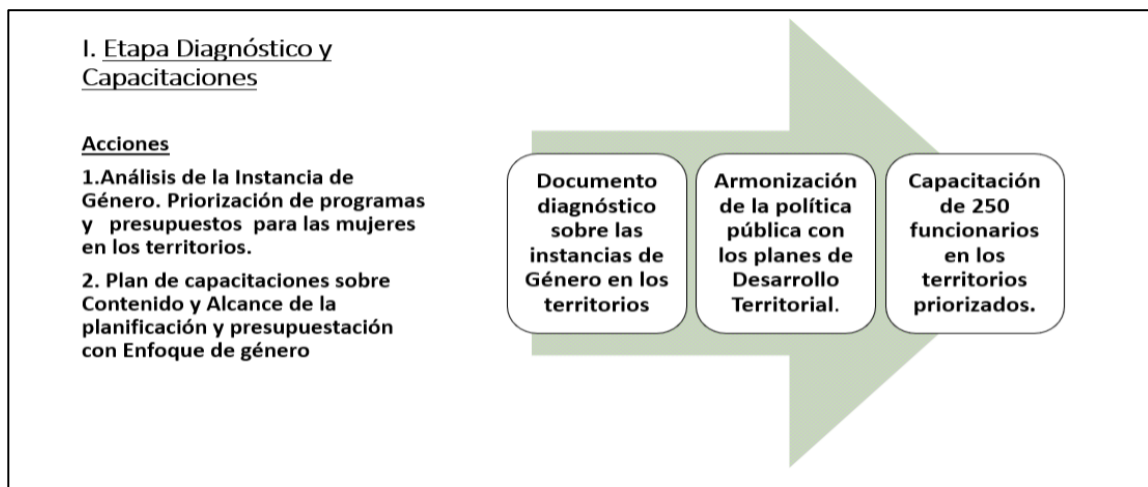 I. Etapa Diagnóstico y
Capacitaciones
Acciones
1.Análisis de la Instancia de
Género. Priorización de programas
y presupuestos para las mujeres
en los territorios.
2. Plan de capacitaciones sobre
Contenido y Alcance de la
planificación y presupuestación
con Enfoque de género
Documento
diagnóstico
sobre las
instancias de
Género en los
territorios
Armonización
de la política
pública con
los planes de
Desarrollo
Territorial.
Capacitación
de 250
funcionarios
en los
territorios
priorizados.